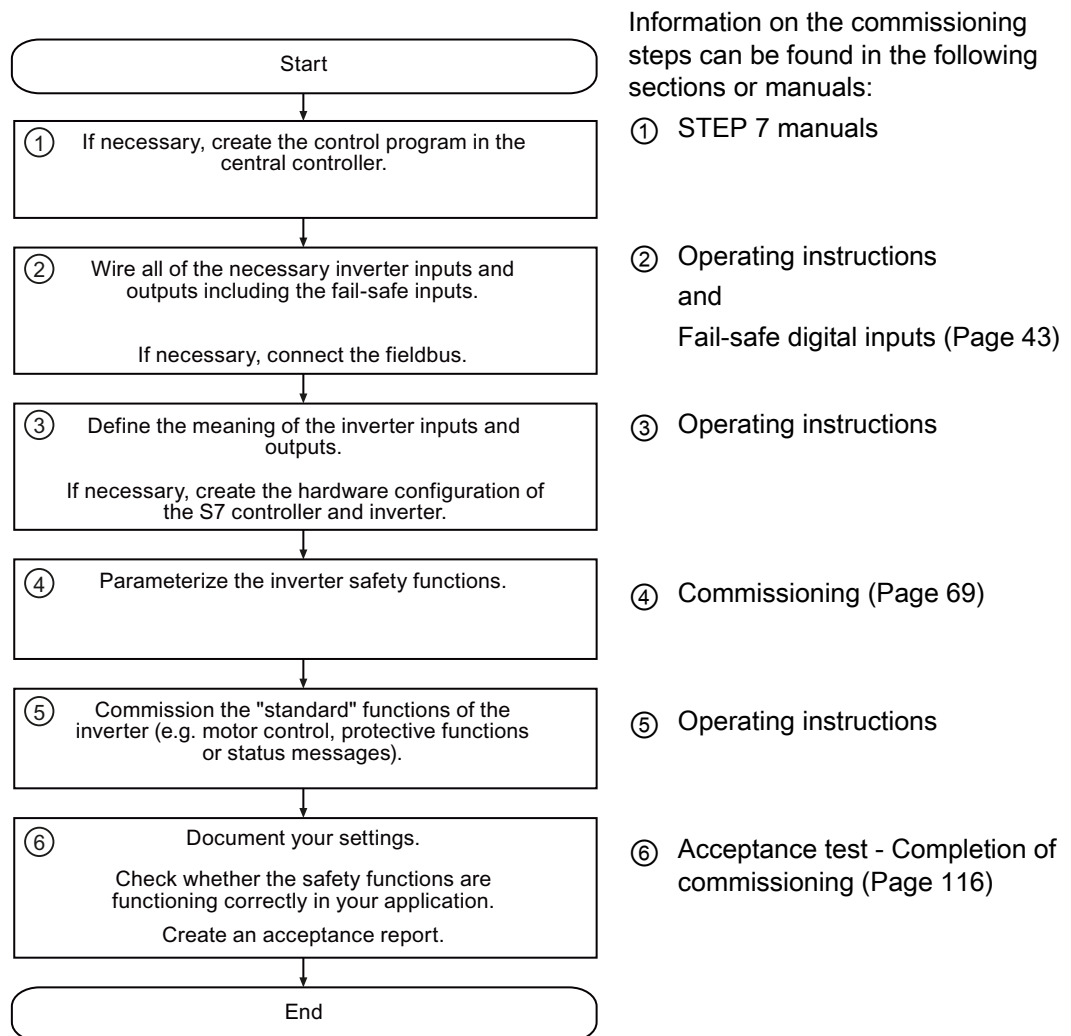 Start
① If necessary, create the control program in the
central controller.
② Wire all of the necessary inverter inputs and
outputs including the fail-safe inputs.
If necessary, connect the fieldbus.
③ Define the meaning of the inverter inputs and
outputs.
If necessary, create the hardware configuration of
the S7 controller and inverter.
④ Parameterize the inverter safety functions.
⑤ Commission the "standard" functions of the
inverter (e.g. motor control, protective functions
or status messages).
⑥ Document your settings.
Check whether the safety functions are
functioning correctly in your application.
Create an acceptance report.
End
Information on the commissioning
steps can be found in the following
sections or manuals:
① STEP 7 manuals
② Operating instructions
and
Fail-safe digital inputs (Page 43)
③ Operating instructions
④ Commissioning (Page 69)
⑤ Operating instructions
⑥ Acceptance test - Completion of
commissioning (Page 116)